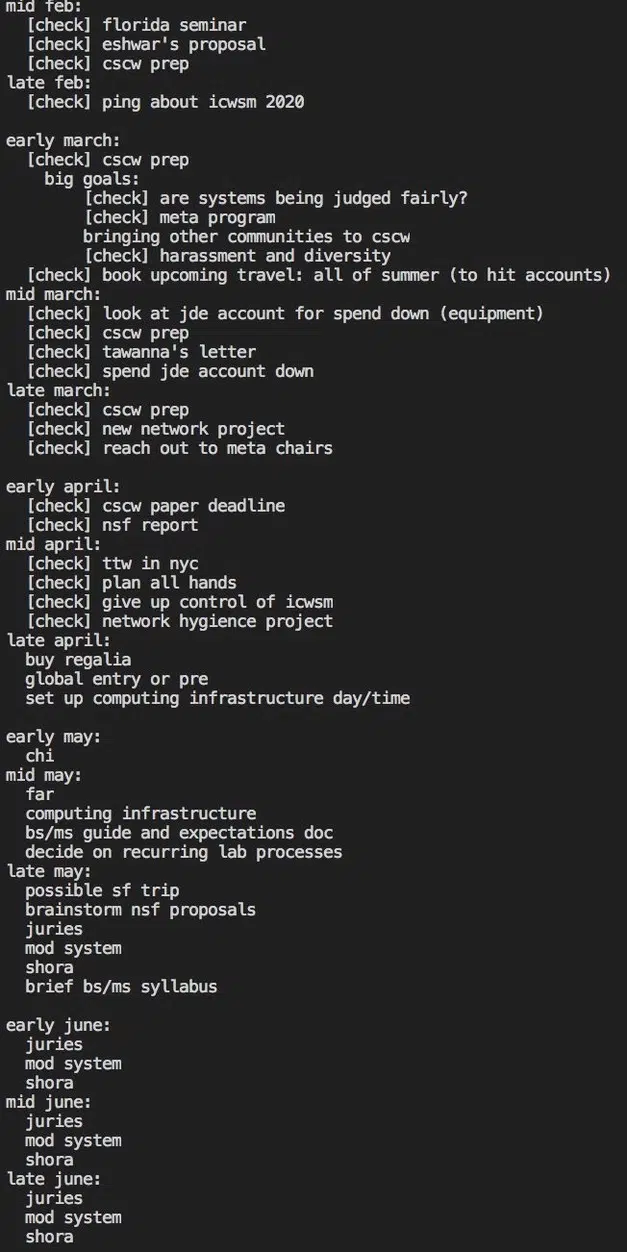 mid feb:
[check] florida seminar
[check] eshwar's proposal
[check] cscw prep
late feb:
[check] ping about icwsm 2020
early march:
[check] cscw prep
big goals:
[check] are systems being judged fairly?
[check] meta program
bringing other communities to cscw
[check] harassment and diversity
[check] book upcoming travel: all of summer (to hit accounts)
mid march:
[check] look at jde account for spend down (equipment)
[check] cscw prep
[check] tawanna's letter
[check] spend jde account down
late march:
[check] cscw prep
[check] new network project
[check] reach out to meta chairs
early april:
[check] cscw paper deadline
[check] nsf report
mid april:
[check] ttw in nyc
[check] plan all hands
[check] give up control of icwsm
[check] network hygience project
late april:
buy regalia
global entry or pre
set up computing infrastructure day/time
early may:
chi
mid may:
far
computing infrastructure
bs/ms guide and expectations doc
decide on recurring lab processes
late may:
possible sf trip
brainstorm nsf proposals
juries
mod system
shora
brief bs/ms syllabus
early june:
juries
mod system
shora
mid june:
juries
mod system
shora
late june:
juries
mod system
shora